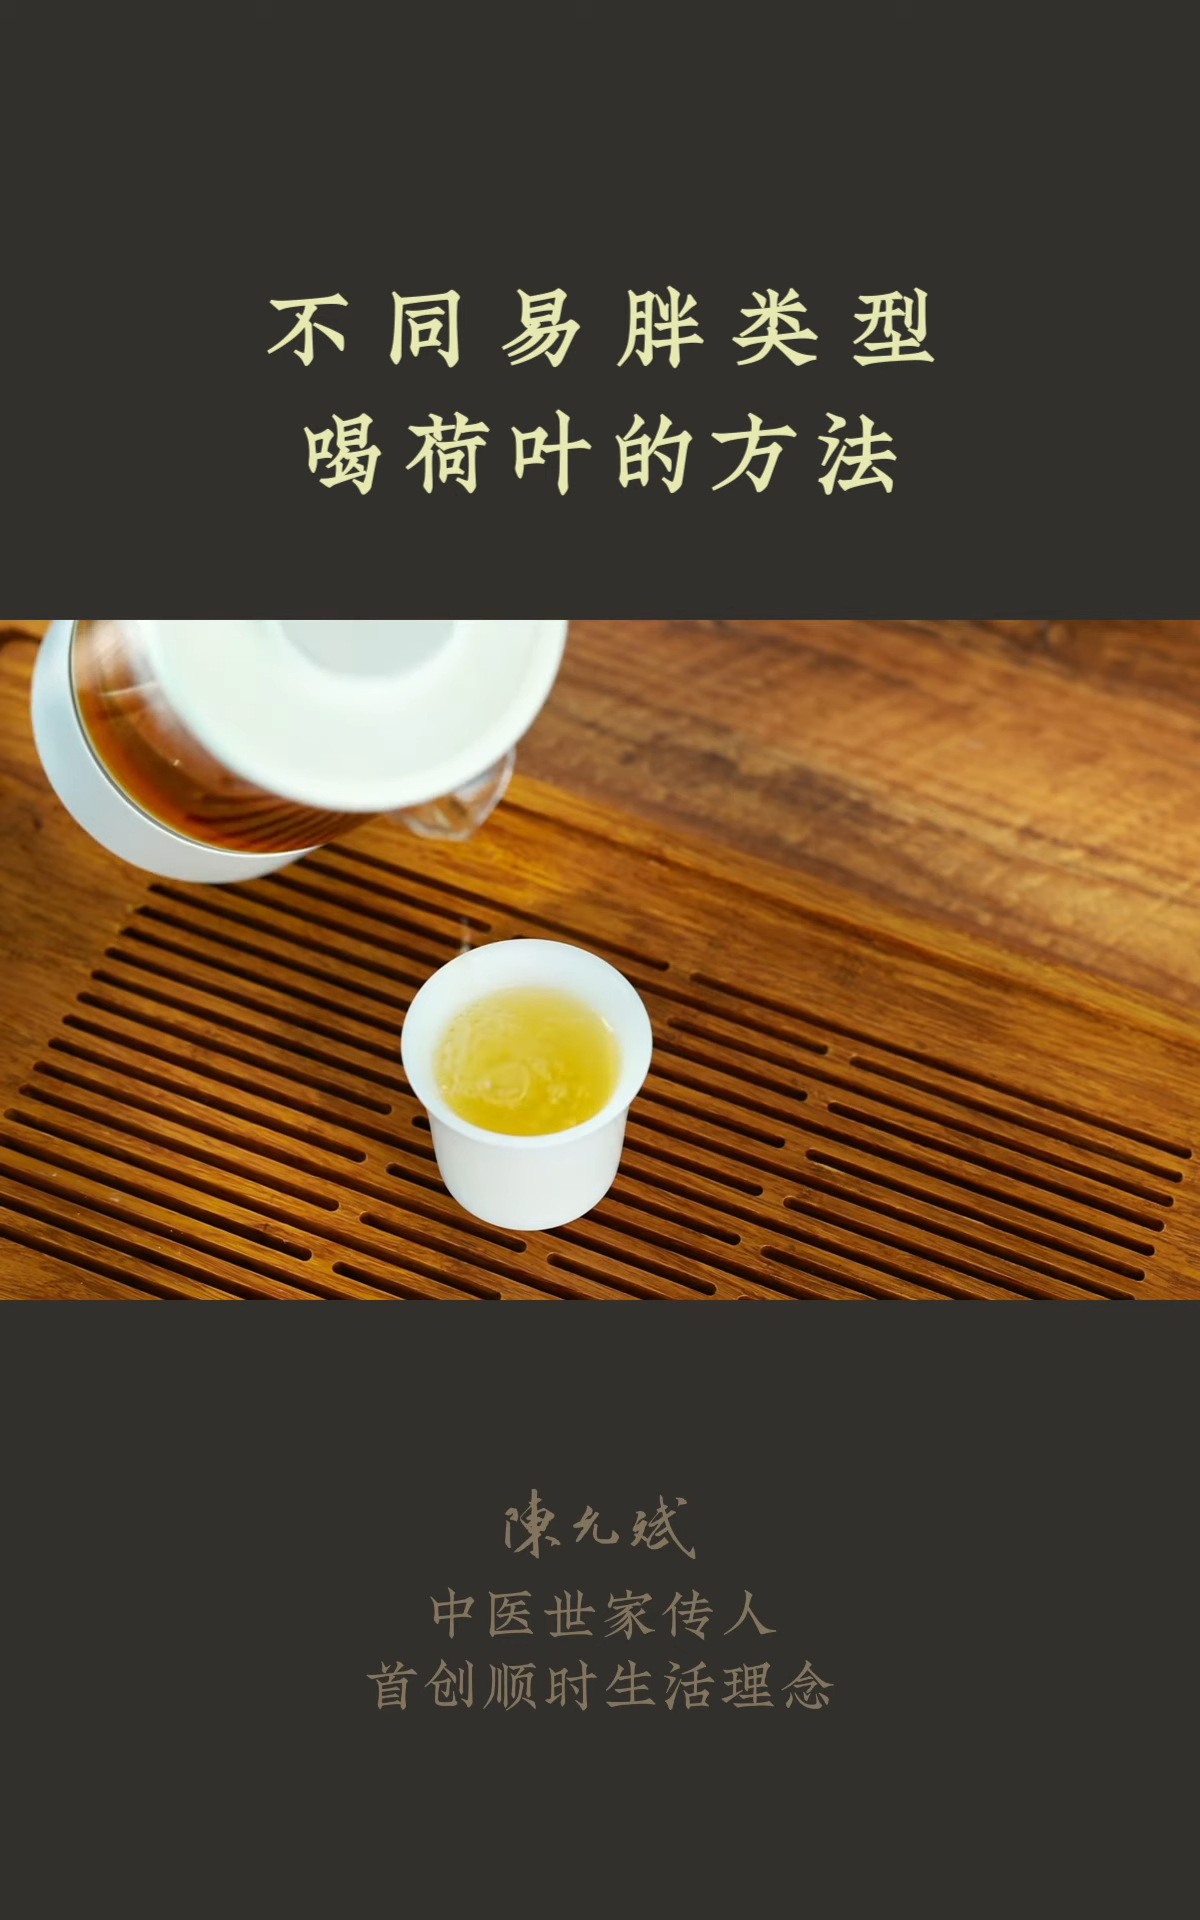 不同易胖类型
喝荷叶的方法
陳允斌
中医世家传人
首创顺时生活理念